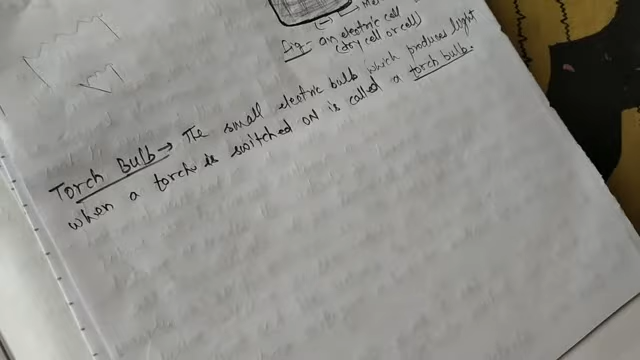 Fig:- an electric cell
(dry cell or cell)
Torch Bulb → The small electric bulb which produces light
when a torch is switched ON is called a torch bulb.